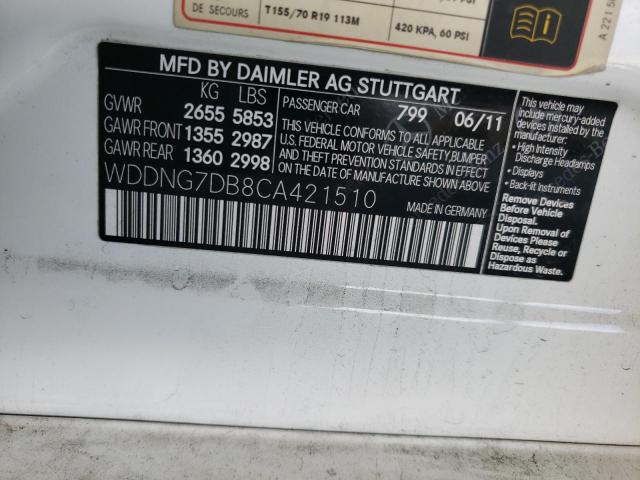 DE SECOURS T155/70 R19 113M 420 KPA, 60 PSI
MFD BY DAIMLER AG STUTTGART
KG LBS
GVWR 2655 5853
GAWR FRONT 1355 2987
GAWR REAR 1360 2998
PASSENGER CAR 799 06/11
THIS VEHICLE CONFORMS TO ALL APPLICABLE
U.S. FEDERAL MOTOR VEHICLE SAFETY,BUMPER
AND THEFT PREVENTION STANDARDS IN EFFECT
ON THE DATE OF MANUFACTURE SHOWN ABOVE
WDDNG7DB8CA421510
MADE IN GERMANY
This vehicle may
include mercury-added
devices installed by
the manufacturer:
• High Intensity
Discharge Headlamps
• Displays
Remove Devices
Before Vehicle
Disposal.
Upon Removal of
Devices Please
Reuse, Recycle or
Dispose as
Hazardous Waste.